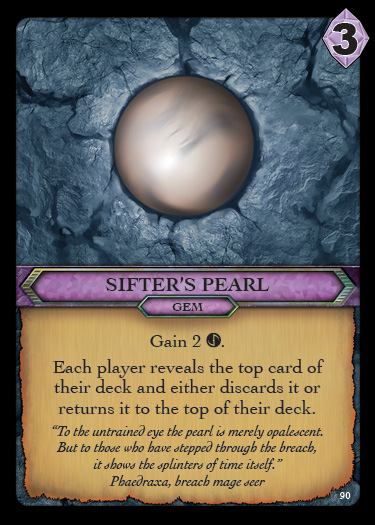 3
SIFTER'S PEARL
GEM
Gain 2 .
Each player reveals the top card of
their deck and either discards it or
returns it to the top of their deck.
“To the untrained eye the pearl is merely opalescent.
But to those who have stepped through the breach,
it shows the splinters of time itself.”
Phaedraxa, breach mage seer
90